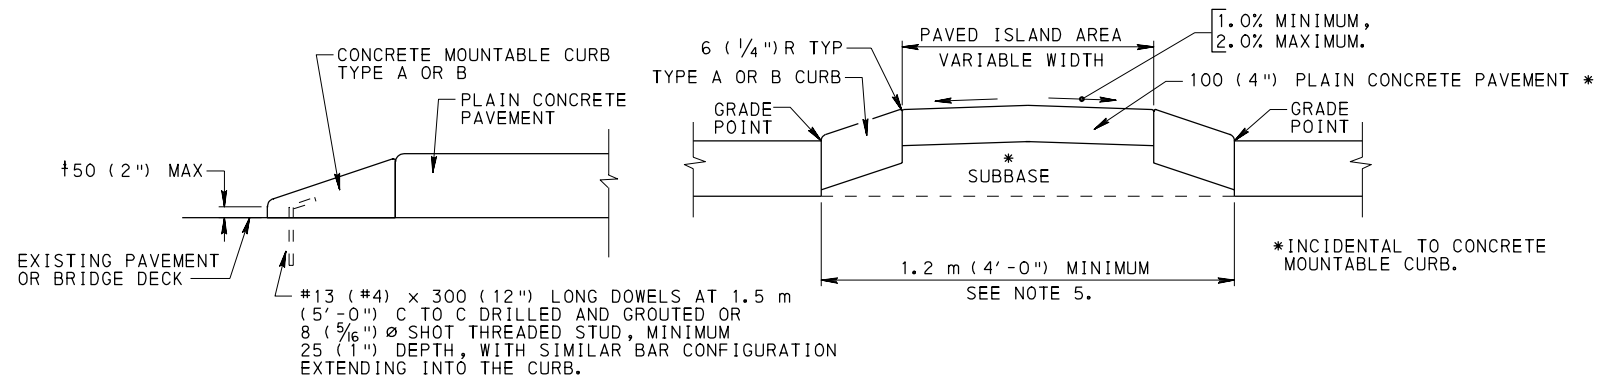 CONCRETE MOUNTABLE CURB
TYPE A OR B
PLAIN CONCRETE
PAVEMENT
ɫ50 (2") MAX
EXISTING PAVEMENT
OR BRIDGE DECK
#13 (#4) x 300 (12") LONG DOWELS AT 1.5 m
(5'-0") C TO C DRILLED AND GROUTED OR
8 (5/16") Ø SHOT THREADED STUD, MINIMUM
25 (1") DEPTH, WITH SIMILAR BAR CONFIGURATION
EXTENDING INTO THE CURB.
6 (1/4")R TYP
TYPE A OR B CURB
GRADE
POINT
PAVED ISLAND AREA
VARIABLE WIDTH
1.0% MINIMUM,
2.0% MAXIMUM.
100 (4") PLAIN CONCRETE PAVEMENT *
GRADE
POINT
*
SUBBASE
1.2 m (4'-0") MINIMUM
SEE NOTE 5.
*INCIDENTAL TO CONCRETE
MOUNTABLE CURB.